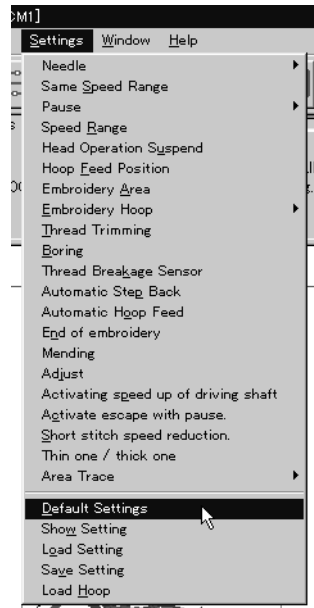 CM1]
Settings Window Help
Needle
Same Speed Range
Pause
Speed Range
Head Operation Suspend
Hoop Feed Position
Embroidery Area
Embroidery Hoop
Thread Trimming
Boring
Thread Breakage Sensor
Automatic Step Back
Automatic Hoop Feed
End of embroidery
Mending
Adjust
Activating speed up of driving shaft
Activate escape with pause.
Short stitch speed reduction.
Thin one / thick one
Area Trace
Default Settings
Show Setting
Load Setting
Save Setting
Load Hoop